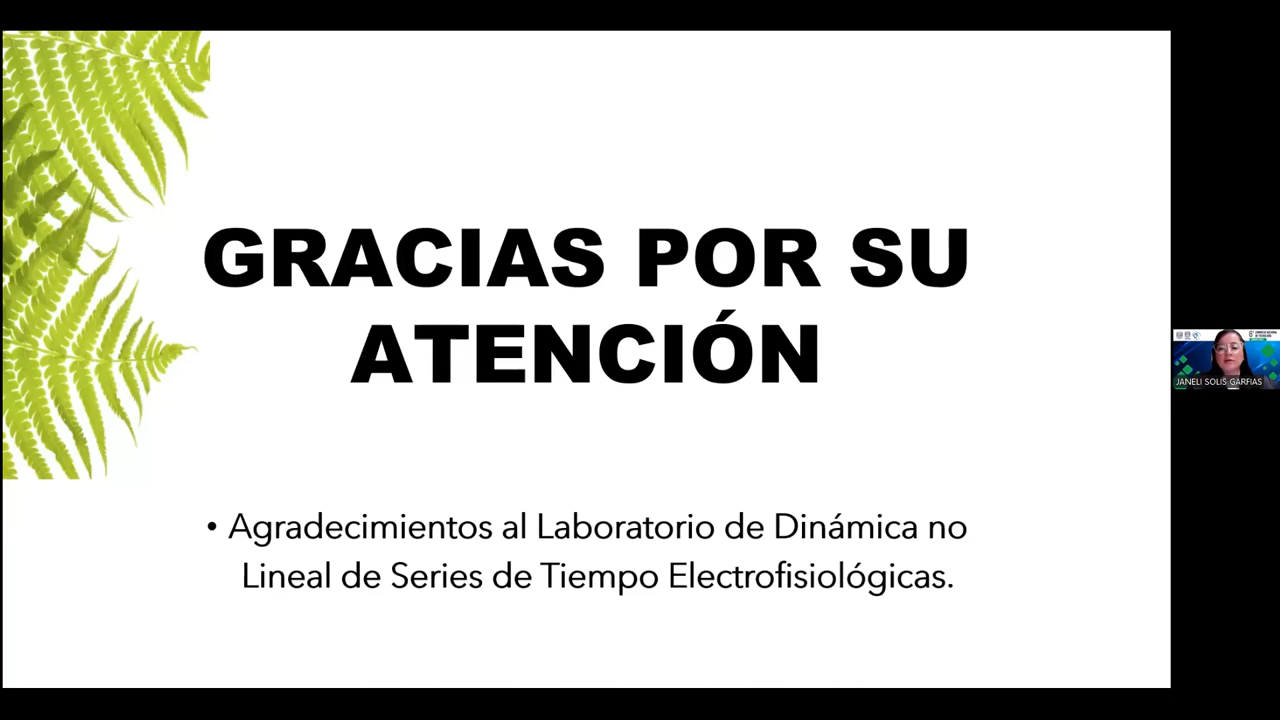 GRACIAS POR SU
ATENCIÓN
• Agradecimientos al Laboratorio de Dinámica no
Lineal de Series de Tiempo Electrofisiológicas.
JANELI SOLIS GARFIAS